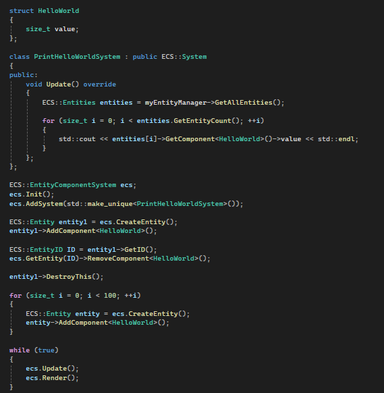 struct HelloWorld
{
    size_t value;
};

class PrintHelloWorldSystem : public ECS::System
{
public:
    void Update() override
    {
        ECS::Entities entities = myEntityManager->GetAllEntities();

        for (size_t i = 0; i < entities.GetEntityCount(); ++i)
        {
            std::cout << entities[i]->GetComponent<HelloWorld>()->value << std::endl;
        }
    };
};

ECS::EntityComponentSystem ecs;
ecs.Init();
ecs.AddSystem(std::make_unique<PrintHelloWorldSystem>());

ECS::Entity entity1 = ecs.CreateEntity();
entity1->AddComponent<HelloWorld>();

ECS::EntityID ID = entity1->GetID();
ecs.GetEntity(ID)->RemoveComponent<HelloWorld>();

entity1->DestroyThis();

for (size_t i = 0; i < 100; ++i)
{
    ECS::Entity entity = ecs.CreateEntity();
    entity->AddComponent<HelloWorld>();
}

while (true)
{
    ecs.Update();
    ecs.Render();
}